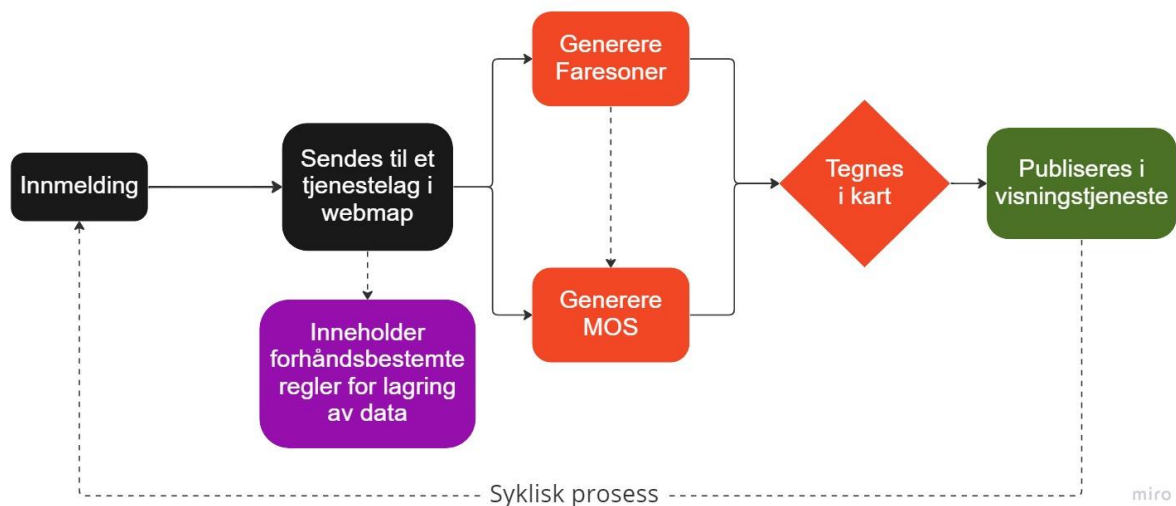 Innmelding
Sendes til et
tjenestelag i
webmap
Inneholder
forhåndsbestemte
regler for lagring
av data
Generere
Faresoner
Generere
MOS
Tegnes
i kart
Publiseres i
visningstjeneste
Syklisk prosess
miro